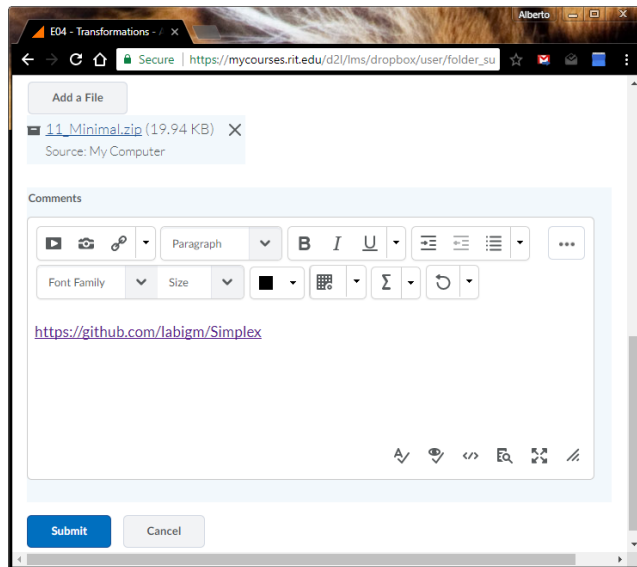 Alberto
E04 - Transformations - A
Secure | https://mycourses.rit.edu/d2l/lms/dropbox/user/folder_su
Add a File
11_Minimal.zip (19.94 KB)
Source: My Computer
Comments
Paragraph B I U
Font Family Size Σ
https://github.com/labigm/Simplex
Submit Cancel